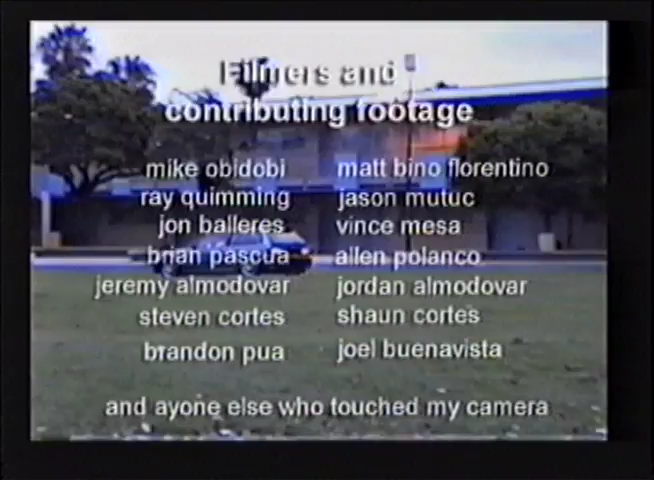 Filmers and
contributing footage
mike obidobi matt bino florentino
ray quimming jason mutuc
jon balleres vince mesa
brian pascua allen polanco
jeremy almodovar jordan almodovar
steven cortes shaun cortes
brandon pua joel buenavista
and ayone else who touched my camera